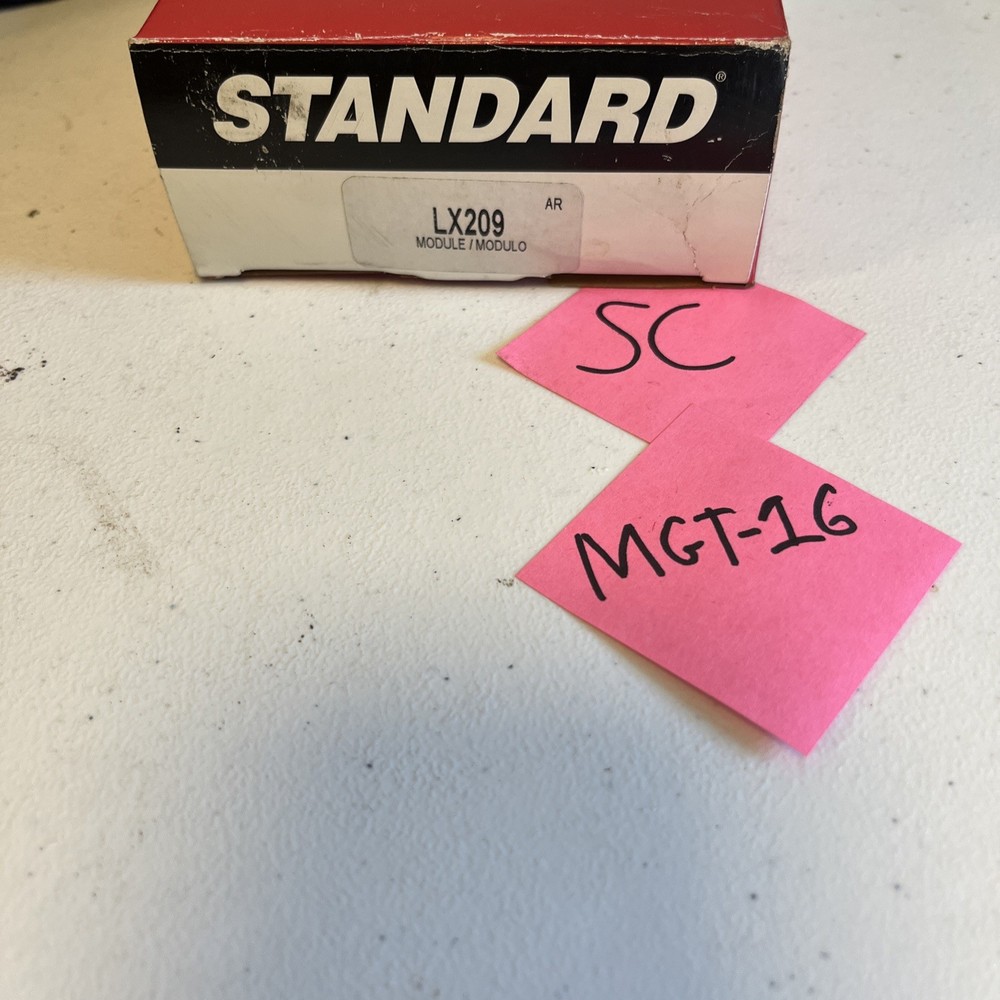 STANDARD®
AR
LX209
MODULE / MODULO
SC
MGT-16